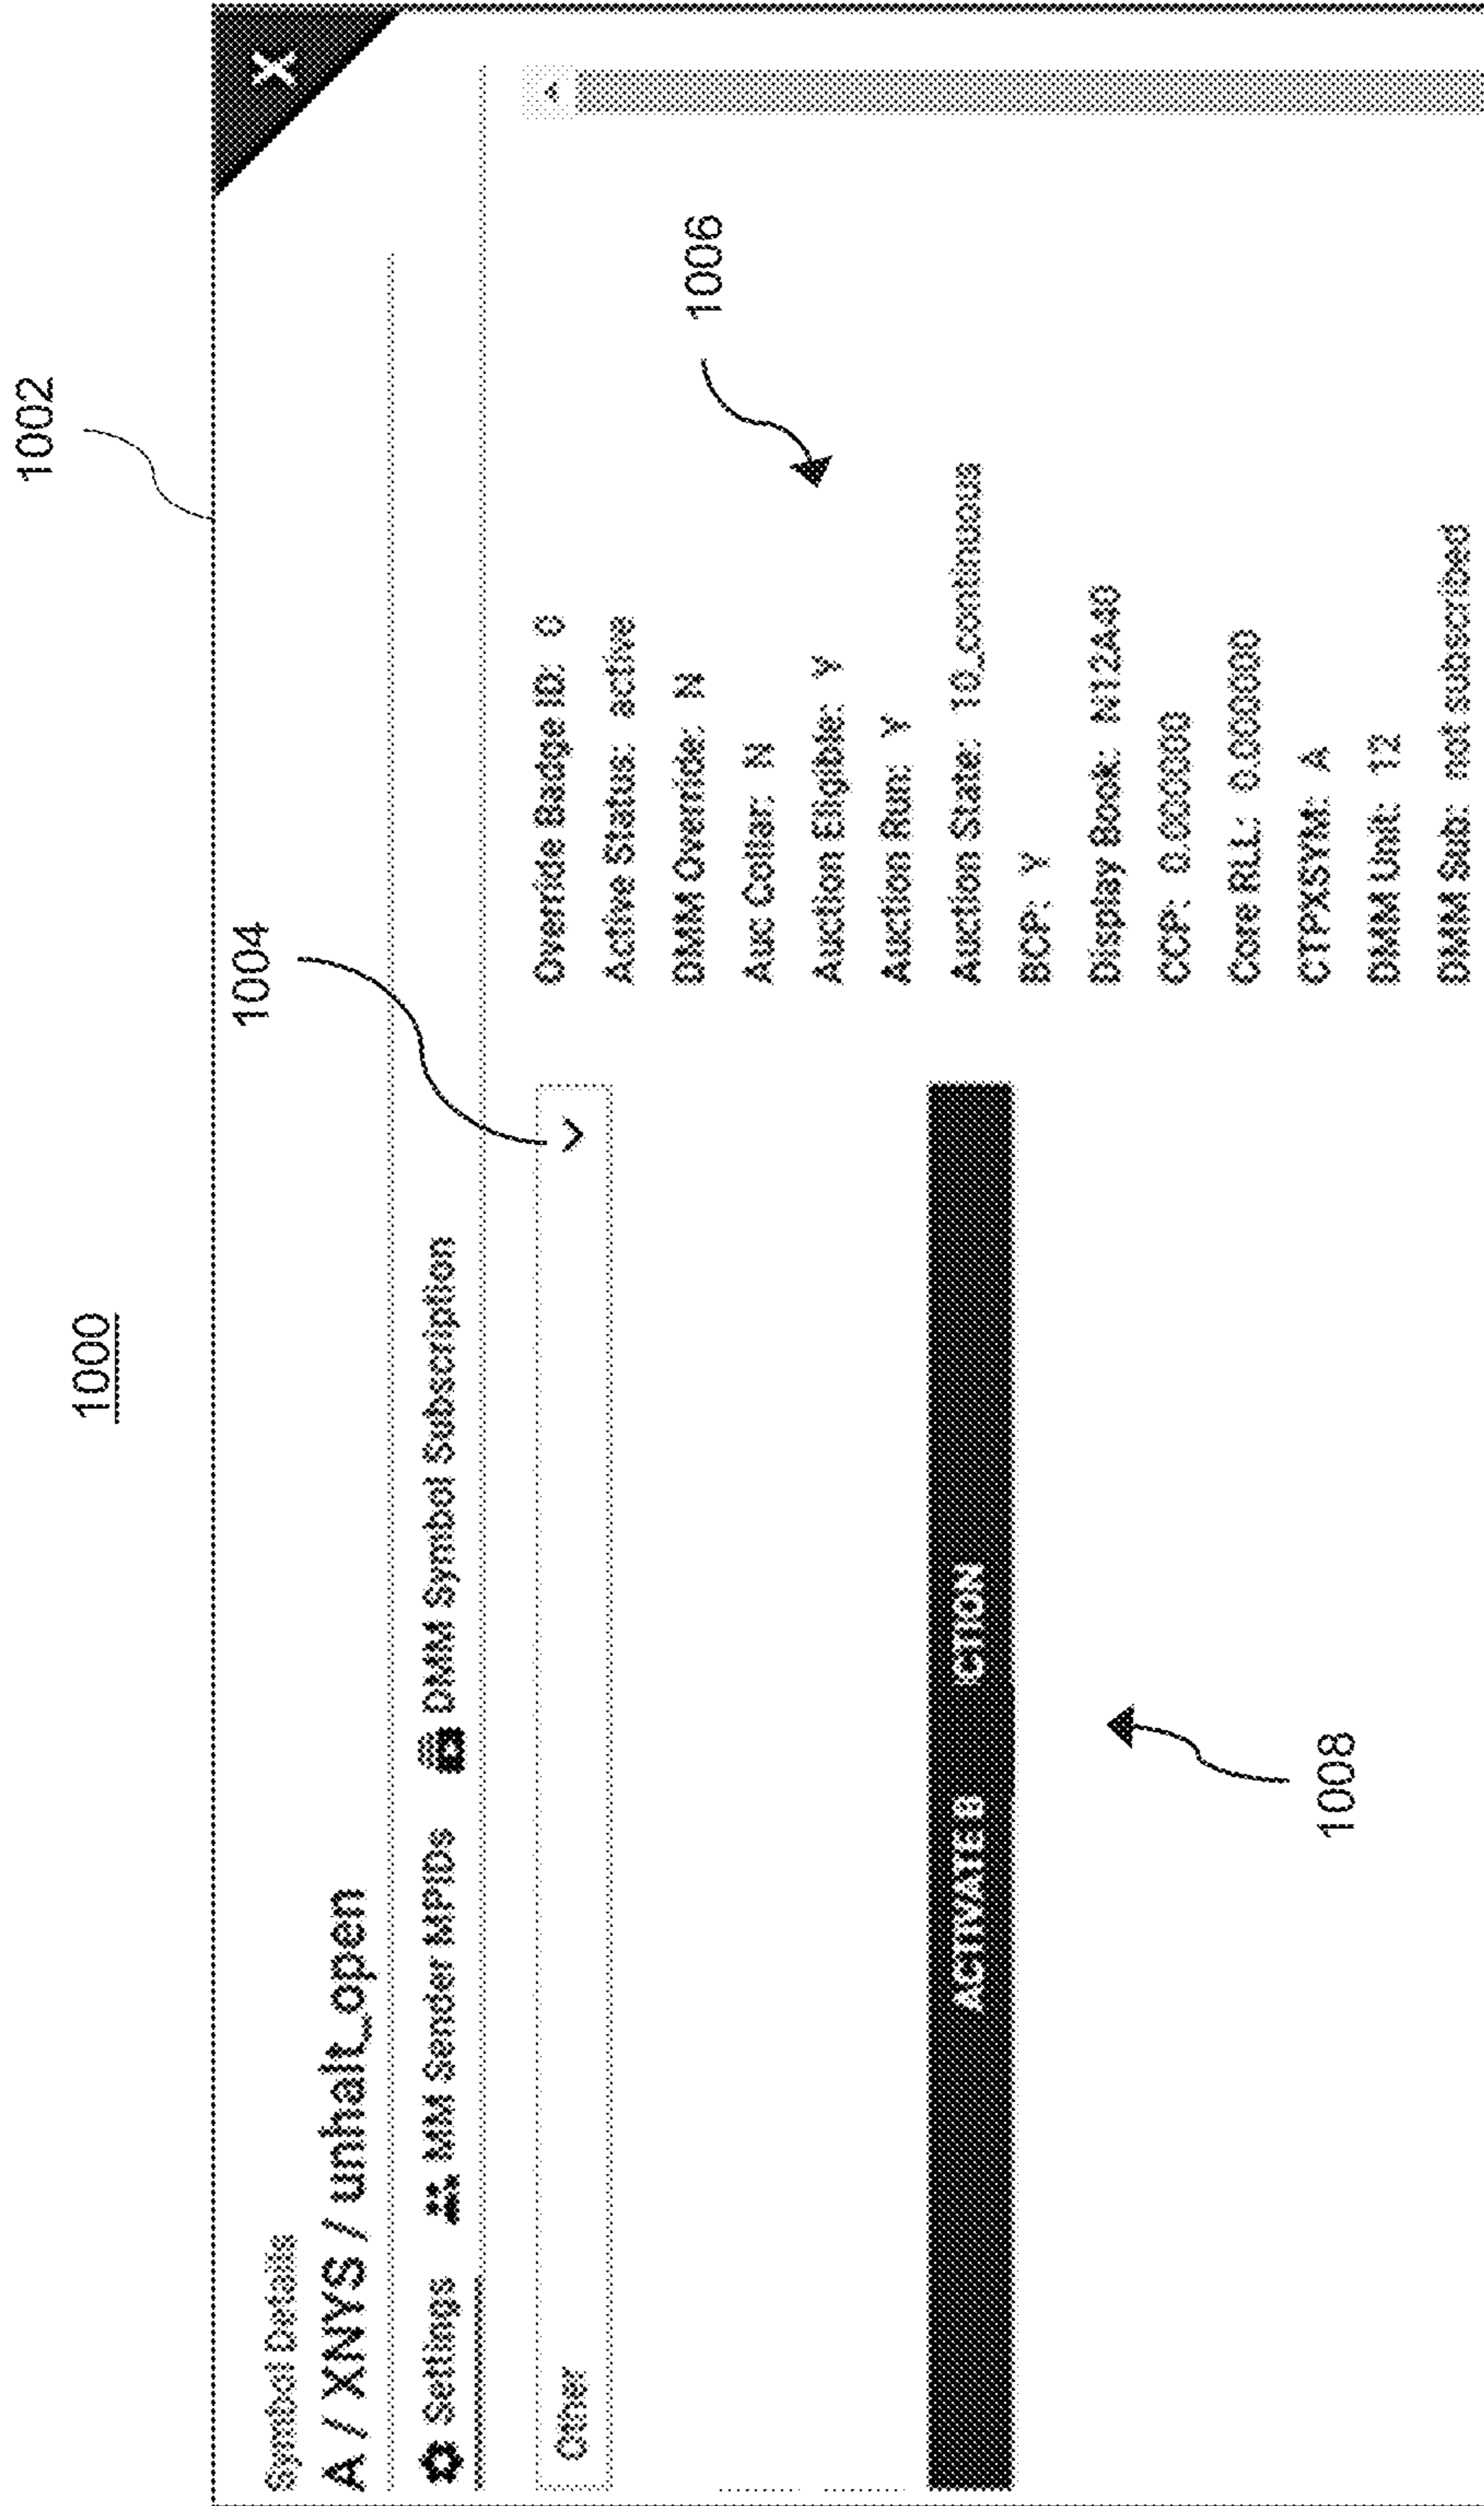 1000
1002
Symbol Details
A / XNYS / unhalt_open
X
1004
Settings
MM Sender MPIDs
DMM Symbol Subscription
Other
1006
Override Badge ID: 0
Active Status: active
DMM Override: N
Auc Collar: N
Auction Eligible: Y
Auction Run: Y
Auction State: 10_continuous
BCP: Y
Display Book: N12A40
CCP: 0.000000
Core RLL: 0.000000
CTPXSYM: A
DMM Unit: 12
DMM Sub: not subscribed
ACTIVATED CTION
1008